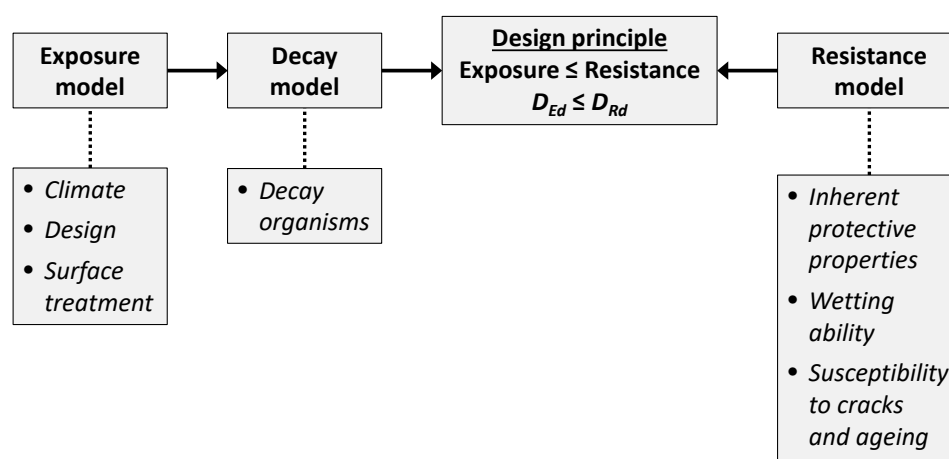 Exposure
model
Decay
model
Design principle
Exposure ≤ Resistance
D_Ed ≤ D_Rd
Resistance
model
• Climate
• Design
• Surface
treatment
• Decay
organisms
• Inherent
protective
properties
• Wetting
ability
• Susceptibility
to cracks
and ageing